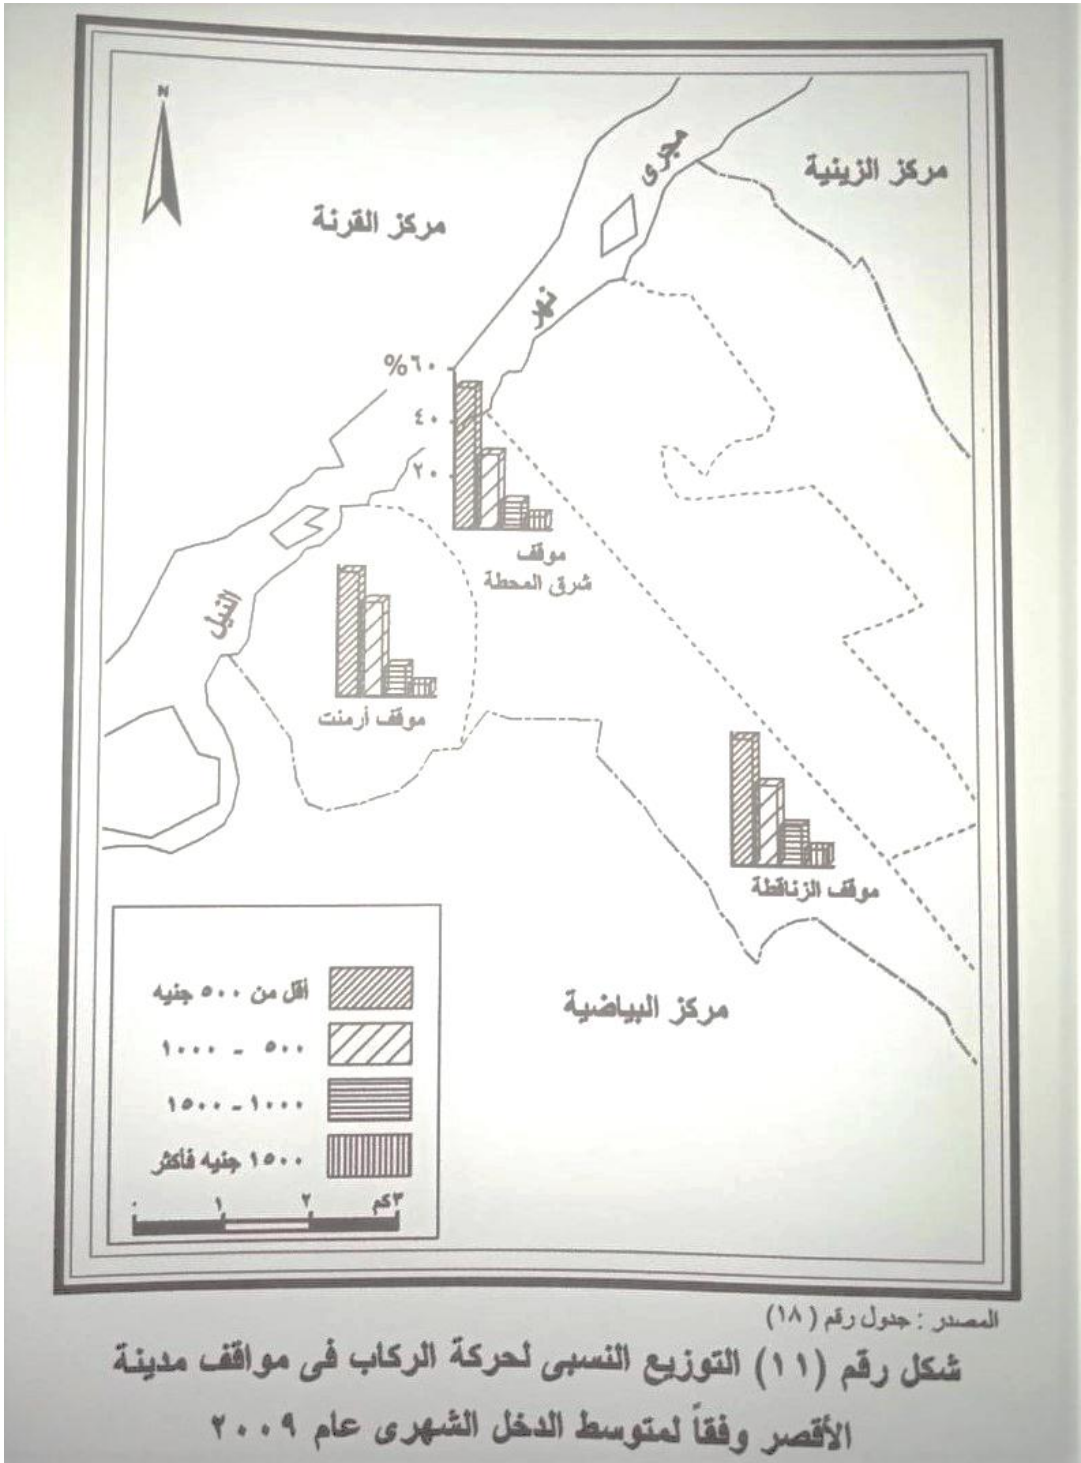 N
مجرى
مركز الزينية
مركز القرنة
نهر
%٦٠
٤٠
٢٠
موقف
شرق المحطة
النيل
موقف أرمنت
موقف الزناقطة
مركز البياضية
أقل من ٥٠٠ جنيه
٥٠٠ - ١٠٠٠
١٠٠٠ - ١٥٠٠
١٥٠٠ جنيه فأكثر
٠ ١ ٢ ٣كم
المصدر : جدول رقم (١٨)
شكل رقم (١١) التوزيع النسبى لحركة الركاب فى مواقف مدينة
الأقصر وفقاً لمتوسط الدخل الشهرى عام ٢٠٠٩